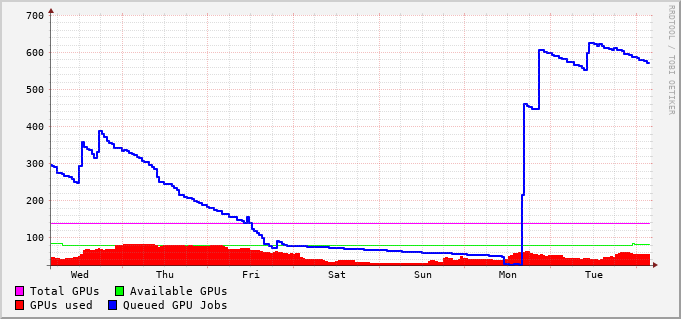 700
600
500
400
300
200
100
Wed Thu Fri Sat Sun Mon Tue
Total GPUs Available GPUs
GPUs used Queued GPU Jobs
RRDTOOL / TOBI OETIKER